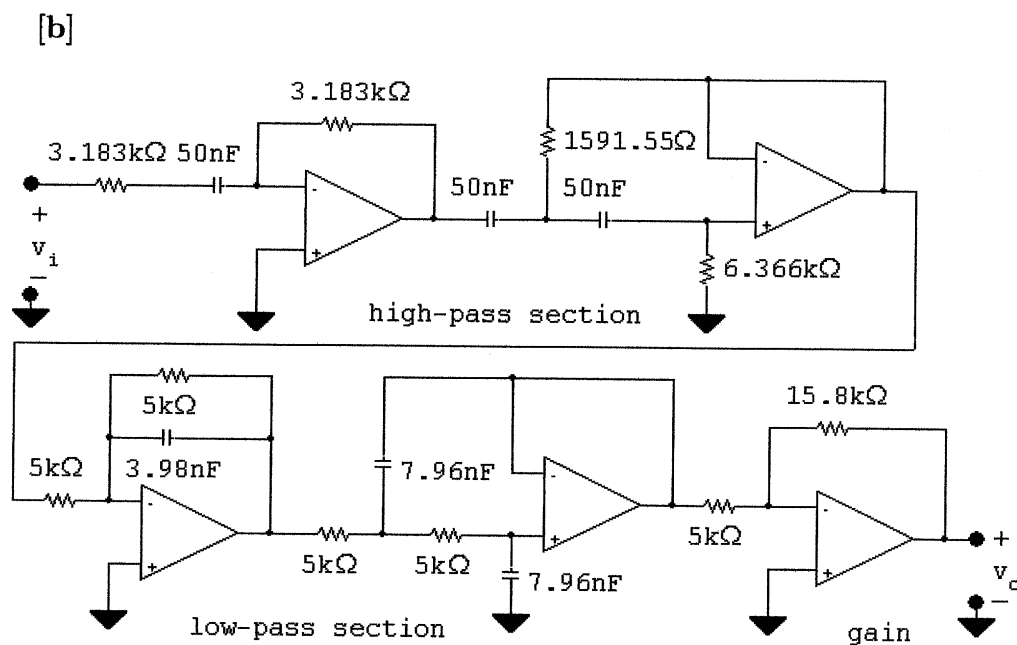 [b]
3.183kΩ
3.183kΩ 50nF
1591.55Ω
50nF 50nF
+
v i
−
6.366kΩ
high-pass section
5kΩ
15.8kΩ
5kΩ
3.98nF
7.96nF
5kΩ
5kΩ
5kΩ
7.96nF
+
v o
−
low-pass section
gain
-
+
-
+
-
+
-
+
-
+